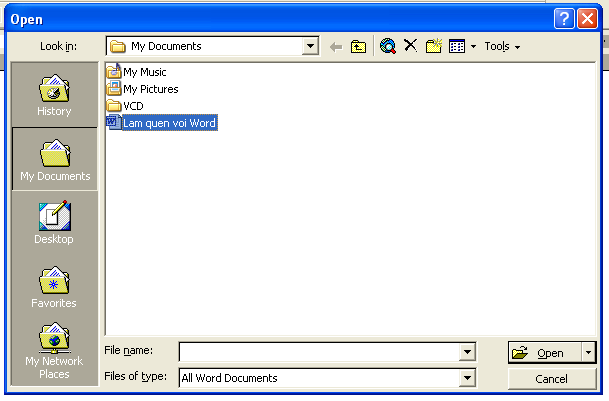 Open
Look in:
My Documents
Tools
History
My Documents
Desktop
Favorites
My Network
Places
My Music
My Pictures
VCD
Lam quen voi Word
File name:
Open
Files of type:
All Word Documents
Cancel